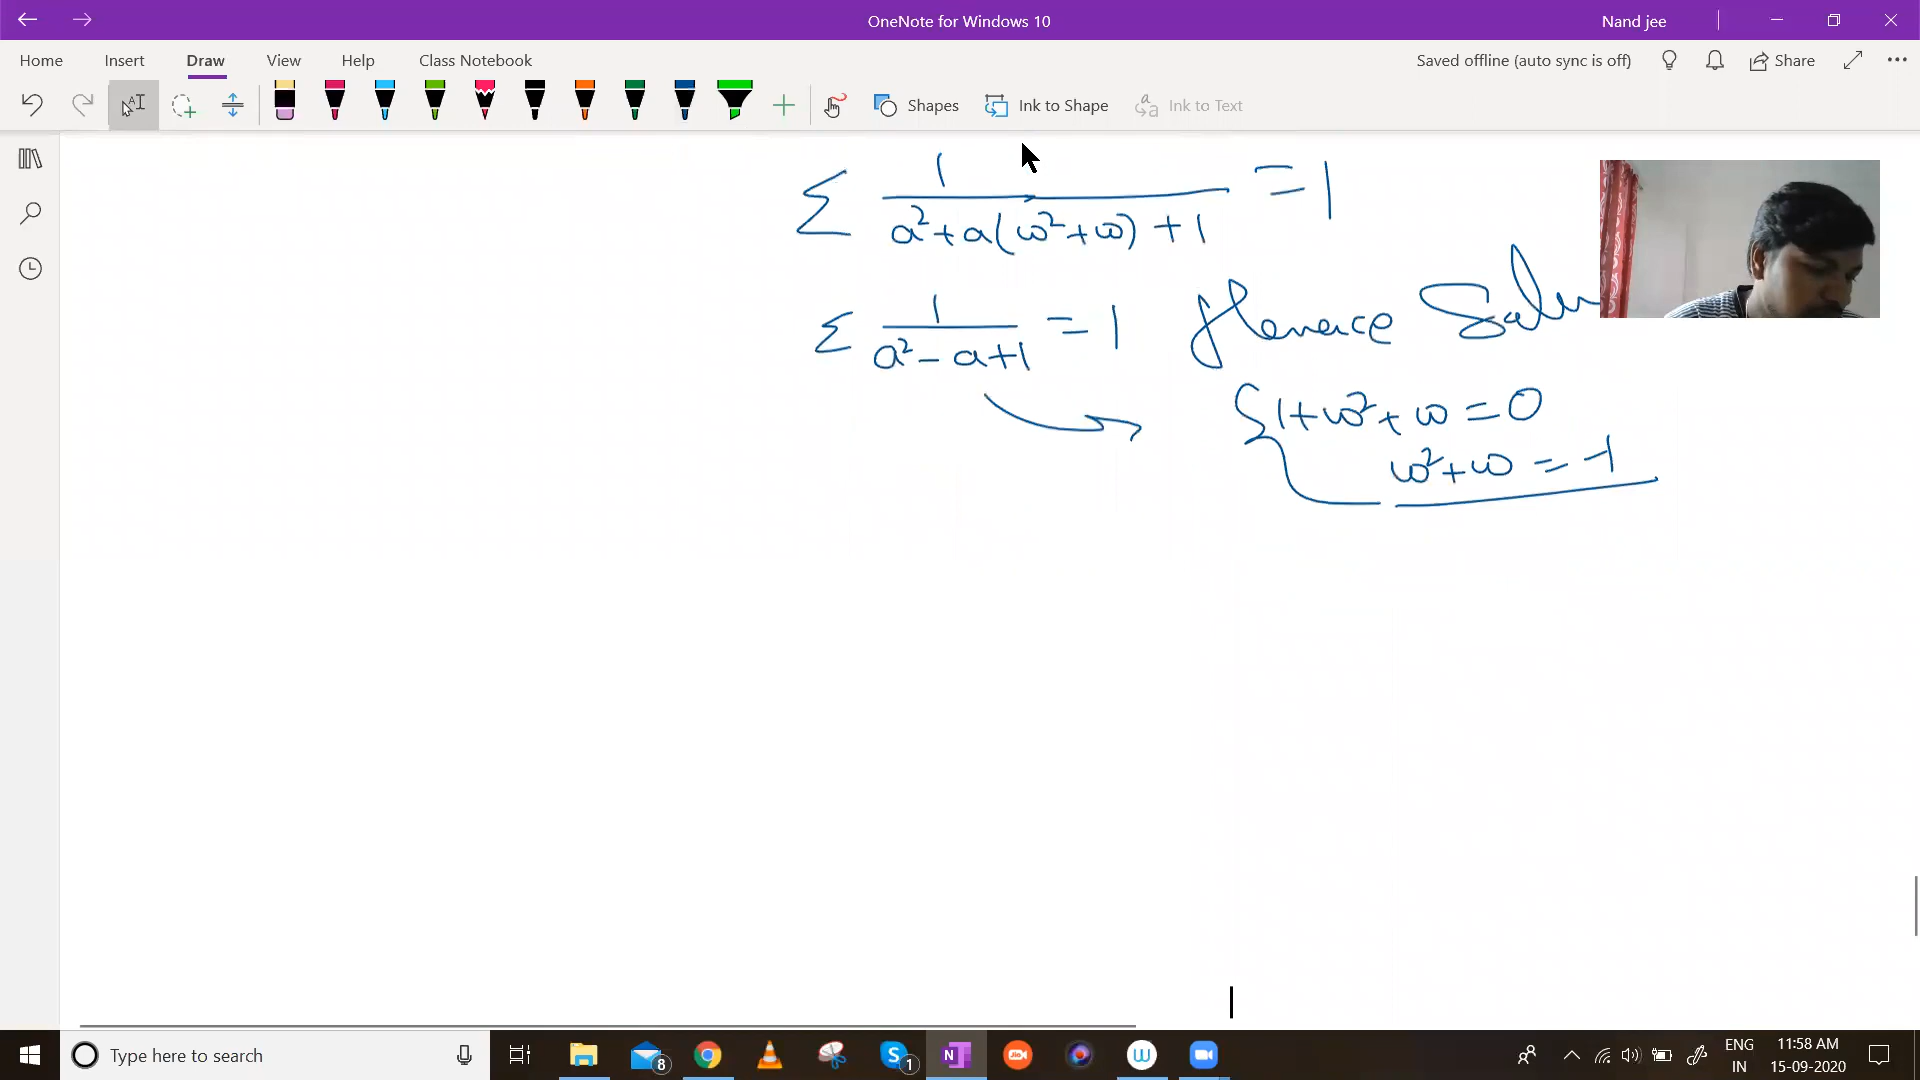 OneNote for Windows 10
Nand jee
Home Insert Draw View Help Class Notebook
Saved offline (auto sync is off) Share
Shapes Ink to Shape Ink to Text
Σ 1/(a²+a(ω²+ω)+1) = 1
Σ 1/(a²-a+1) = 1
{1+ω²+ω=0
ω²+ω=-1
Type here to search
8
1
ENG
IN
11:58 AM
15-09-2020